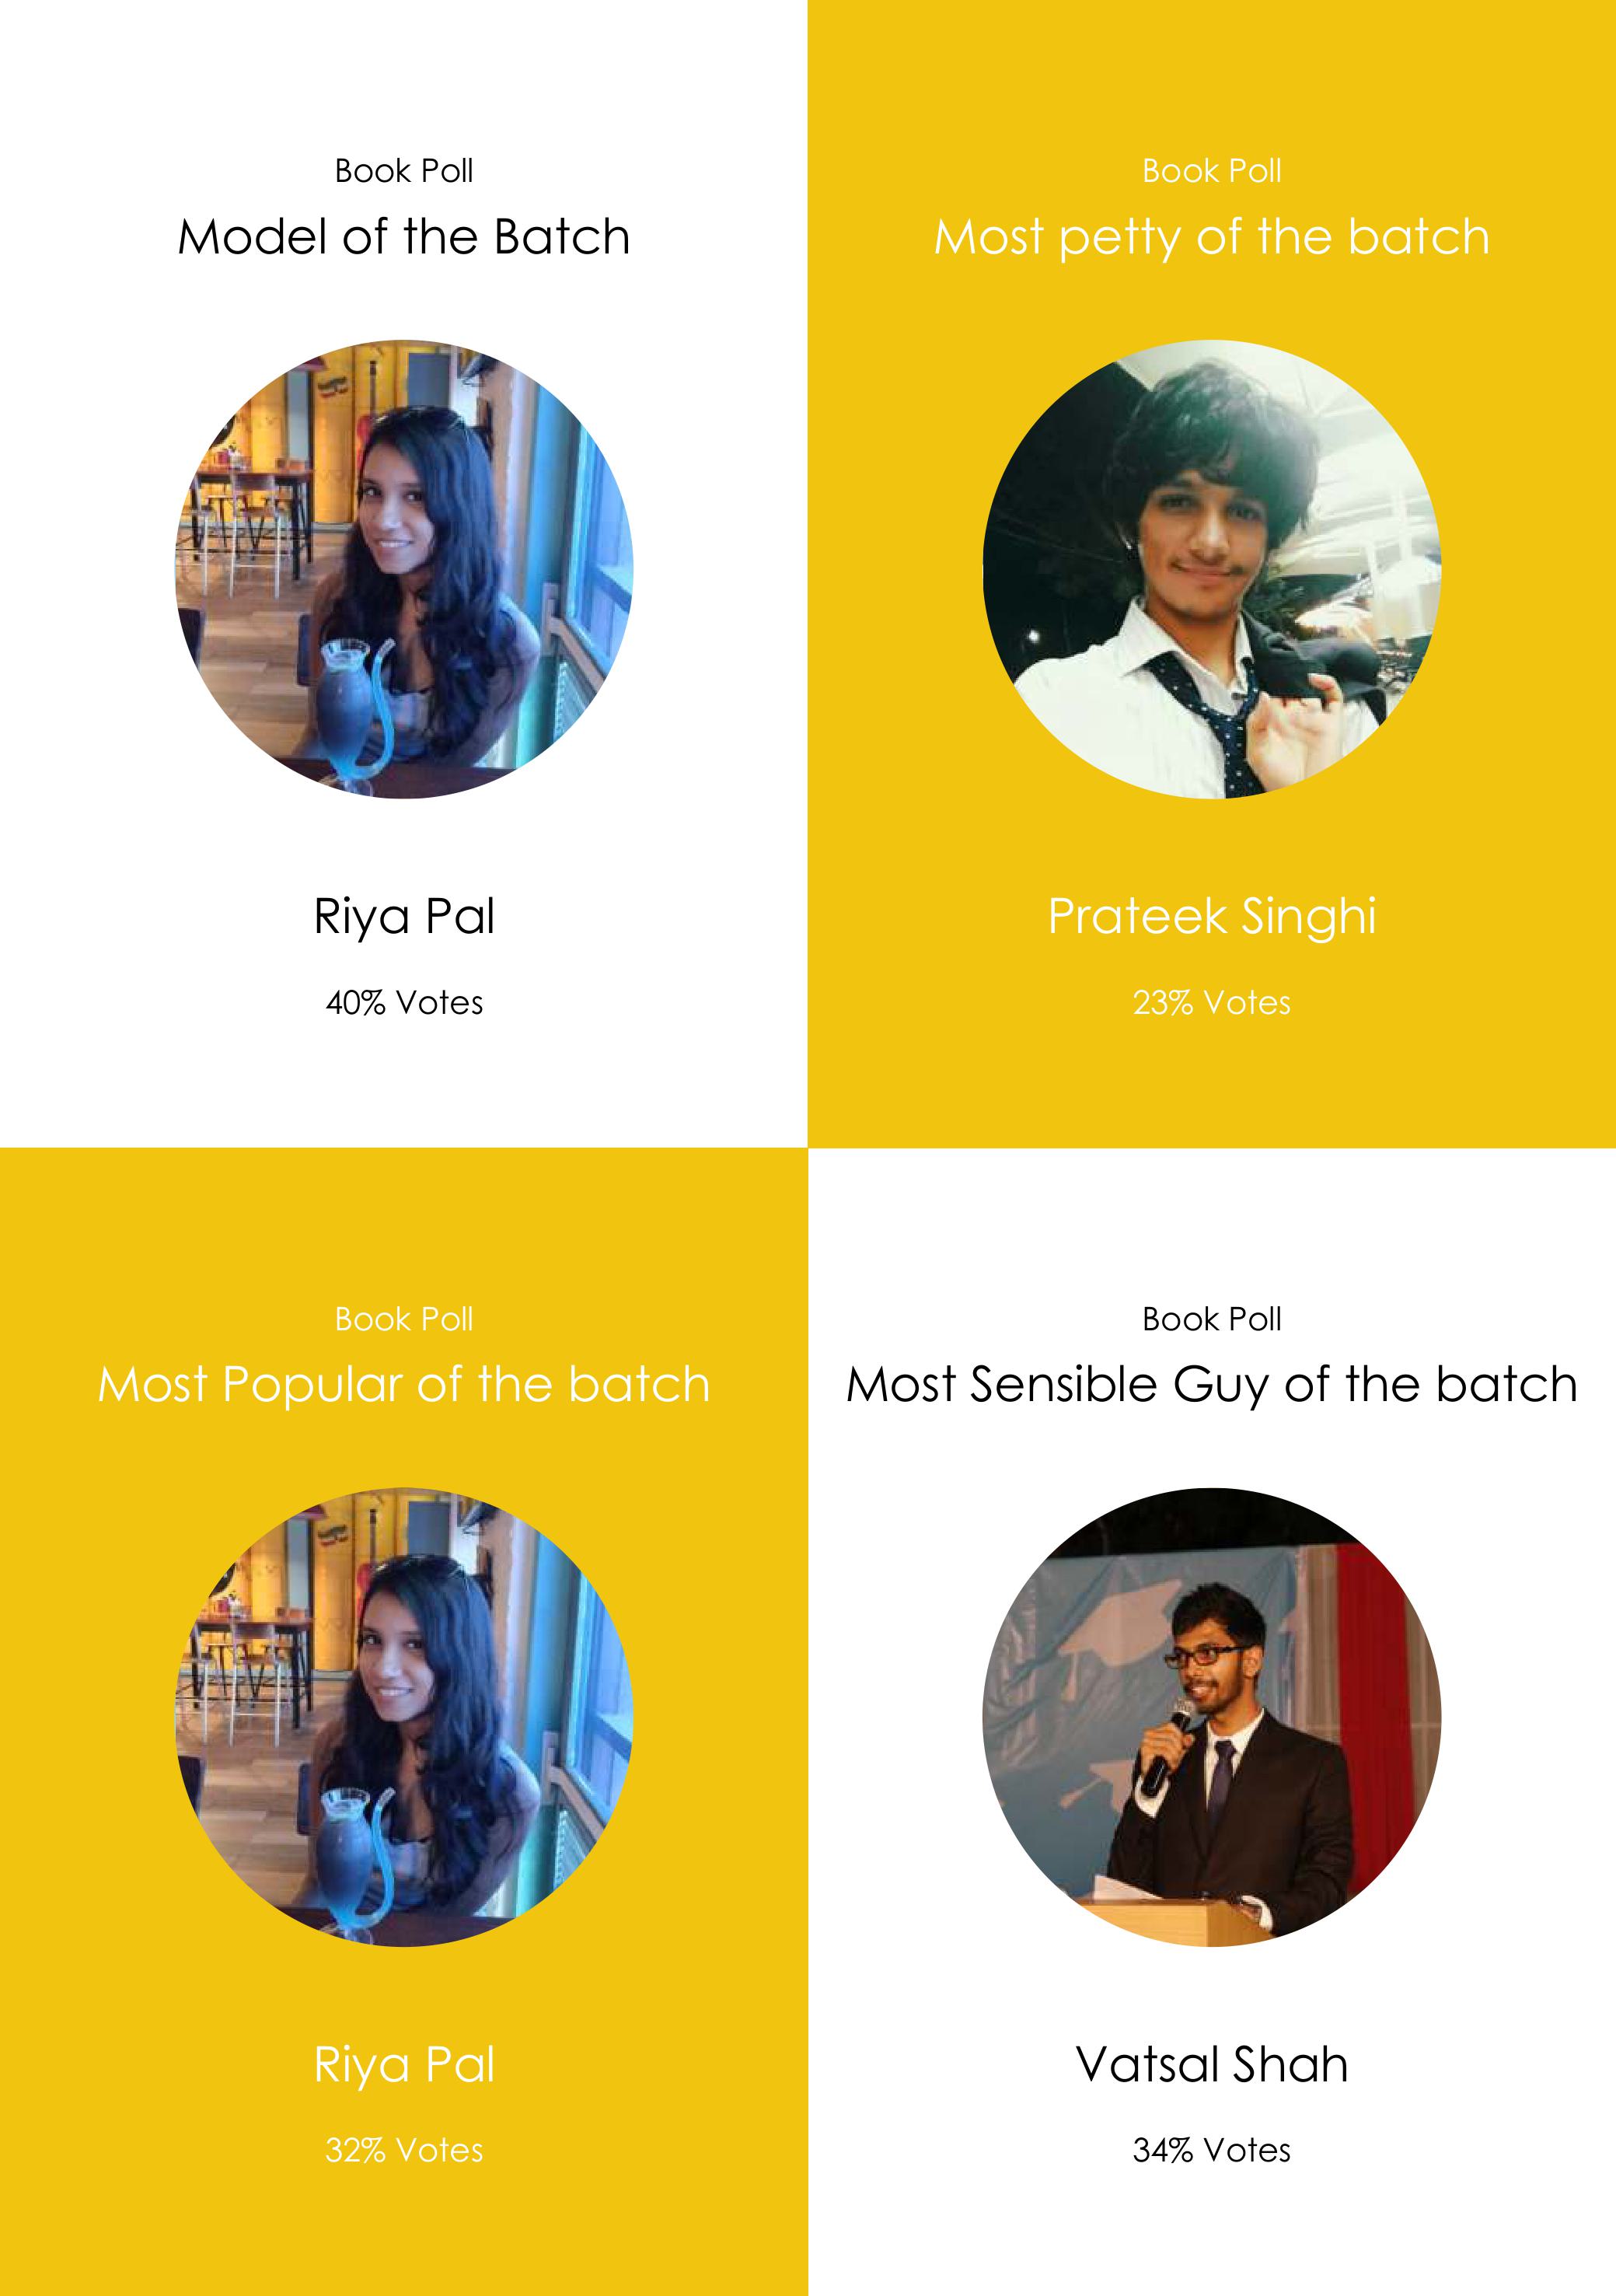 Book Poll
Model of the Batch
Riya Pal
40% Votes
Book Poll
Most petty of the batch
Prateek Singhi
23% Votes
Book Poll
Most Popular of the batch
Riya Pal
32% Votes
Book Poll
Most Sensible Guy of the batch
Vatsal Shah
34% Votes